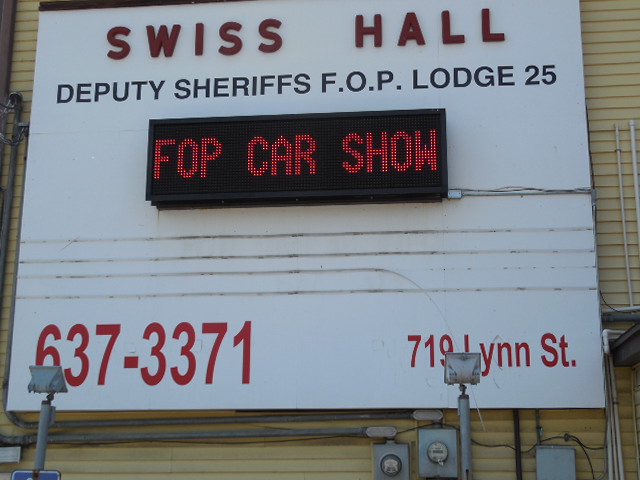 SWISS HALL
DEPUTY SHERIFFS F.O.P. LODGE 25
FOP CAR SHOW
637-3371
719 Lynn St.